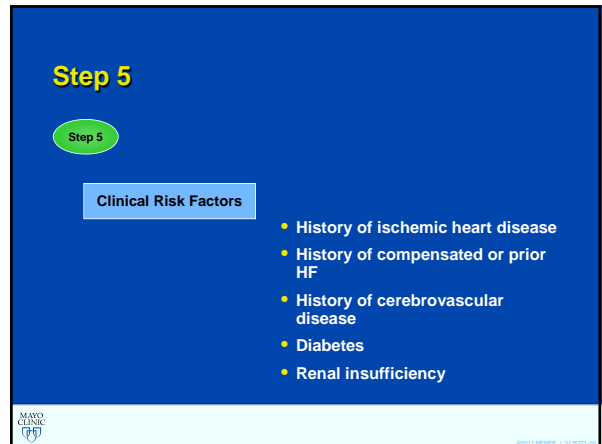 Step 5
Step 5
Clinical Risk Factors
• History of ischemic heart disease
• History of compensated or prior
HF
• History of cerebrovascular
disease
• Diabetes
• Renal insufficiency
MAYO
CLINIC